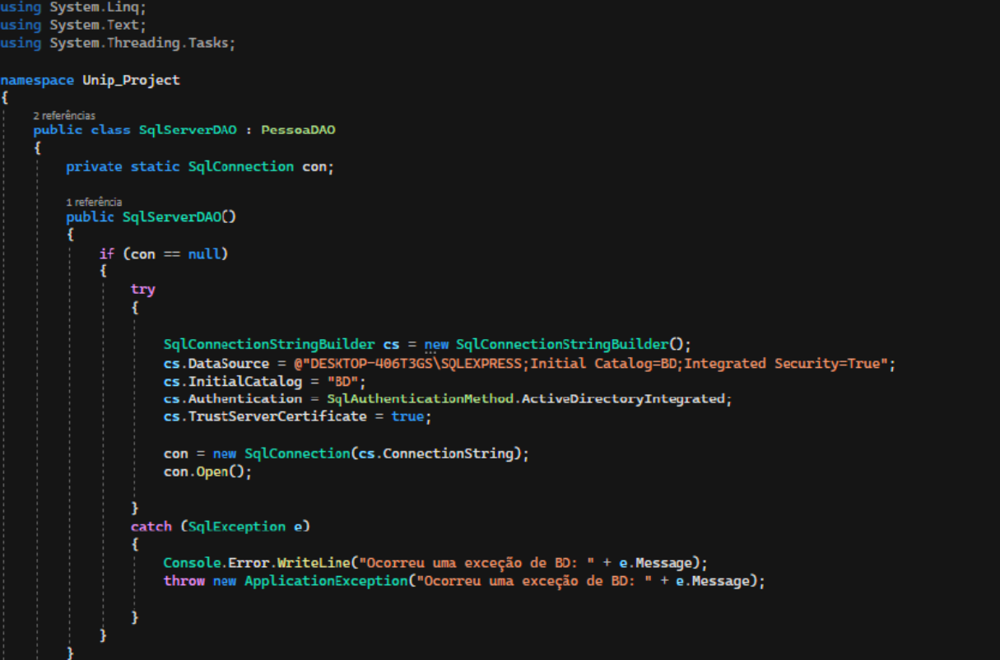 using System.Linq;
using System.Text;
using System.Threading.Tasks;
namespace Unip_Project
{
2 referências
public class SqlServerDAO : PessoaDAO
{
private static SqlConnection con;
1 referência
public SqlServerDAO()
{
if (con == null)
{
try
{
SqlConnectionStringBuilder cs = new SqlConnectionStringBuilder();
cs.DataSource = @"DESKTOP-406T3GS\SQLEXPRESS;Initial Catalog=BD;Integrated Security=True";
cs.InitialCatalog = "BD";
cs.Authentication = SqlAuthenticationMethod.ActiveDirectoryIntegrated;
cs.TrustServerCertificate = true;
con = new SqlConnection(cs.ConnectionString);
con.Open();
}
catch (SqlException e)
{
Console.Error.WriteLine("Ocorreu uma exceção de BD: " + e.Message);
throw new ApplicationException("Ocorreu uma exceção de BD: " + e.Message);
}
}
}